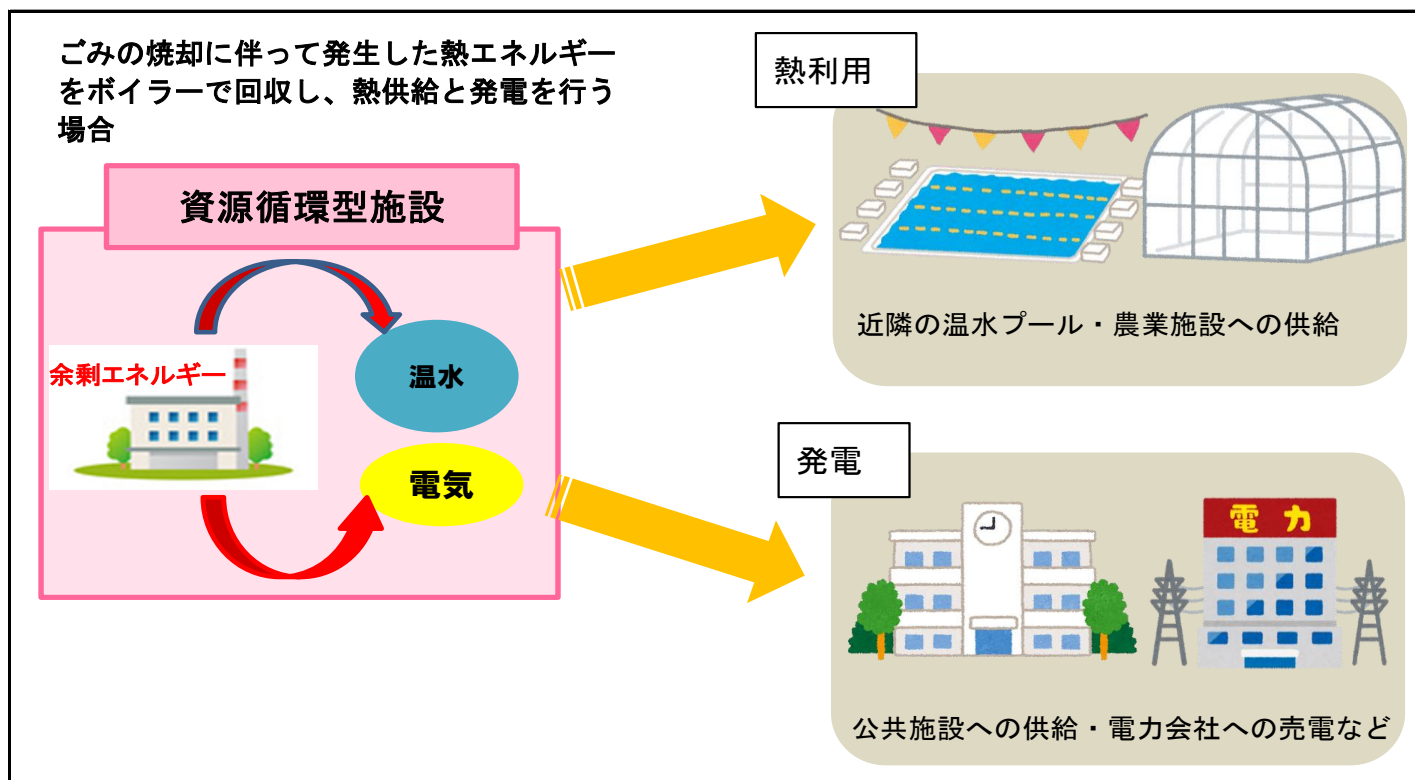 ごみの焼却に伴って発生した熱エネルギー
をボイラーで回収し、熱供給と発電を行う
場合
資源循環型施設
余剰エネルギー
温水
電気
熱利用
近隣の温水プール・農業施設への供給
発電
電力
公共施設への供給・電力会社への売電など